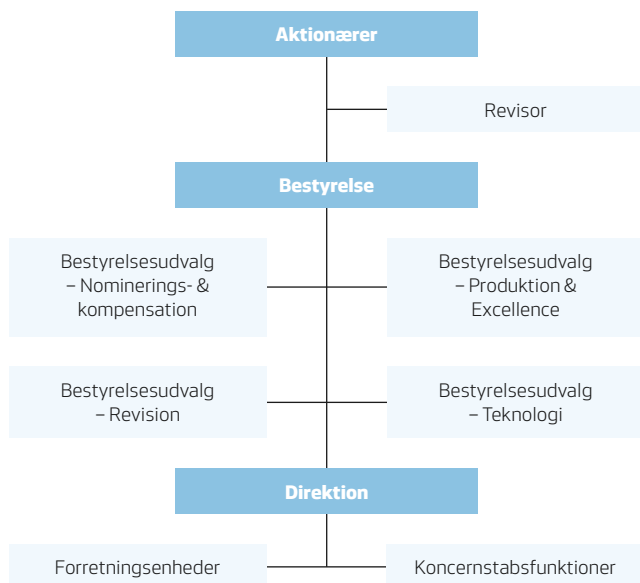 Aktionærer
Revisor
Bestyrelse
Bestyrelsesudvalg
– Nominerings- &
kompensation
Bestyrelsesudvalg
– Produktion &
Excellence
Bestyrelsesudvalg
– Revision
Bestyrelsesudvalg
– Teknologi
Direktion
Forretningsenheder
Koncernstabsfunktioner